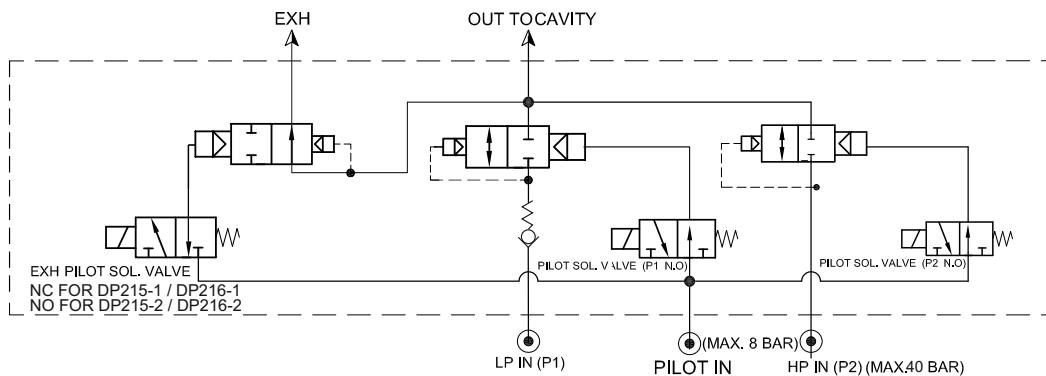 EXH
OUT TOCAVITY
EXH PILOT SOL. VALVE
NC FOR DP215-1 / DP216-1
NO FOR DP215-2 / DP216-2
PILOT SOL. VALVE (P1 N.O)
PILOT SOL. VALVE (P2 N.O)
LP IN (P1)
(MAX. 8 BAR)
PILOT IN
HP IN (P2) (MAX.40 BAR)